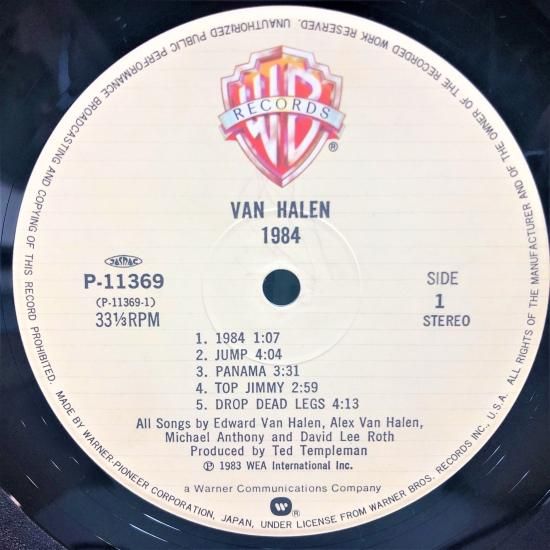 UNAUTHORIZED PUBLIC PERFORMANCE BROADCASTING AND COPYING OF THIS RECORD PROHIBITED.
ALL RIGHTS OF THE MANUFACTURER AND OF THE OWNER OF THE RECORDED WORK RESERVED.
WB
RECORDS
®
VAN HALEN
1984
JASRAC
P-11369
(P-11369-1)
33⅓RPM
SIDE
1
STEREO
1. 1984 1:07
2. JUMP 4:04
3. PANAMA 3:31
4. TOP JIMMY 2:59
5. DROP DEAD LEGS 4:13
All Songs by Edward Van Halen, Alex Van Halen,
Michael Anthony and David Lee Roth
Produced by Ted Templeman
℗ 1983 WEA International Inc.
a Warner Communications Company
W
®
MADE BY WARNER-PIONEER CORPORATION, JAPAN, UNDER LICENSE FROM WARNER BROS. RECORDS INC., U.S.A.